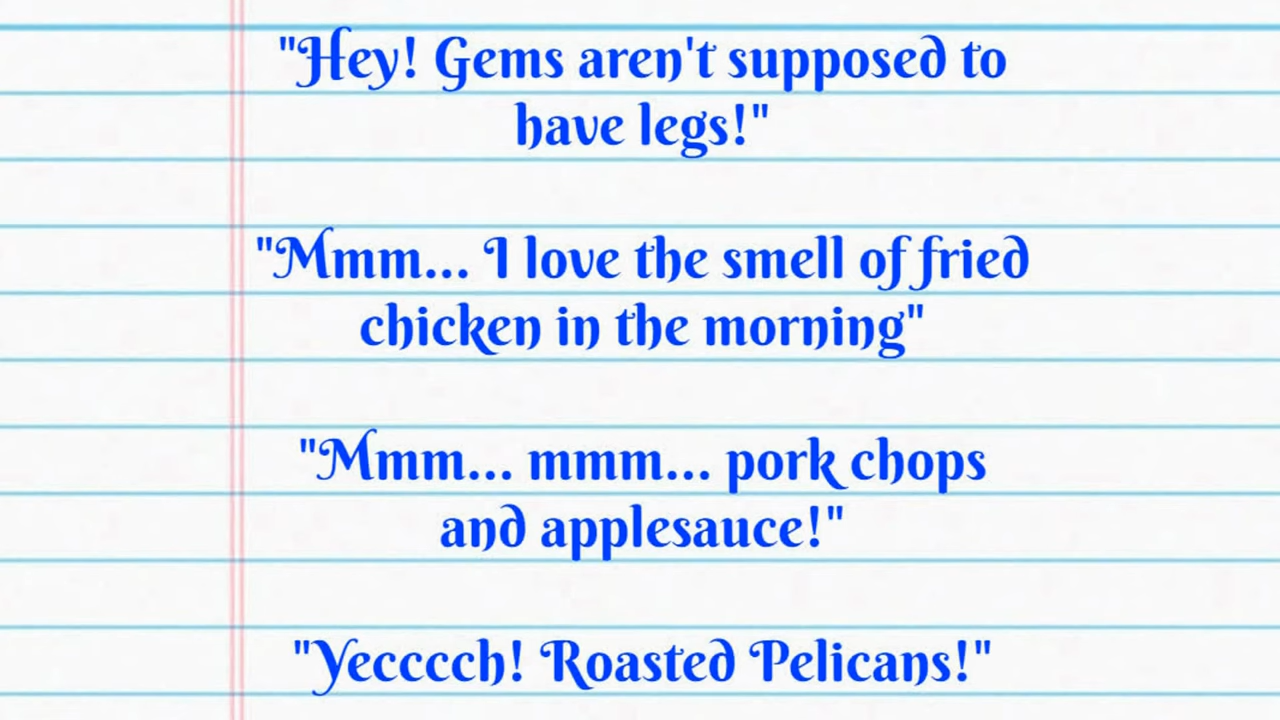 "Hey! Gems aren't supposed to
have legs!"
"Mmm... I love the smell of fried
chicken in the morning"
"Mmm... mmm... pork chops
and applesauce!"
"Yeccccch! Roasted Pelicans!"